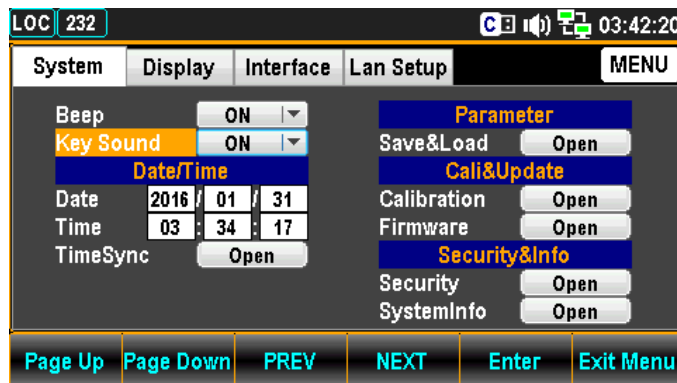 LOC 232 C 03:42:20
System Display Interface Lan Setup MENU
Beep ON
Key Sound ON
Date/Time
Date 2016 / 01 / 31
Time 03 : 34 : 17
TimeSync Open
Parameter
Save&Load Open
Cali&Update
Calibration Open
Firmware Open
Security&Info
Security Open
SystemInfo Open
Page Up Page Down PREV NEXT Enter Exit Menu